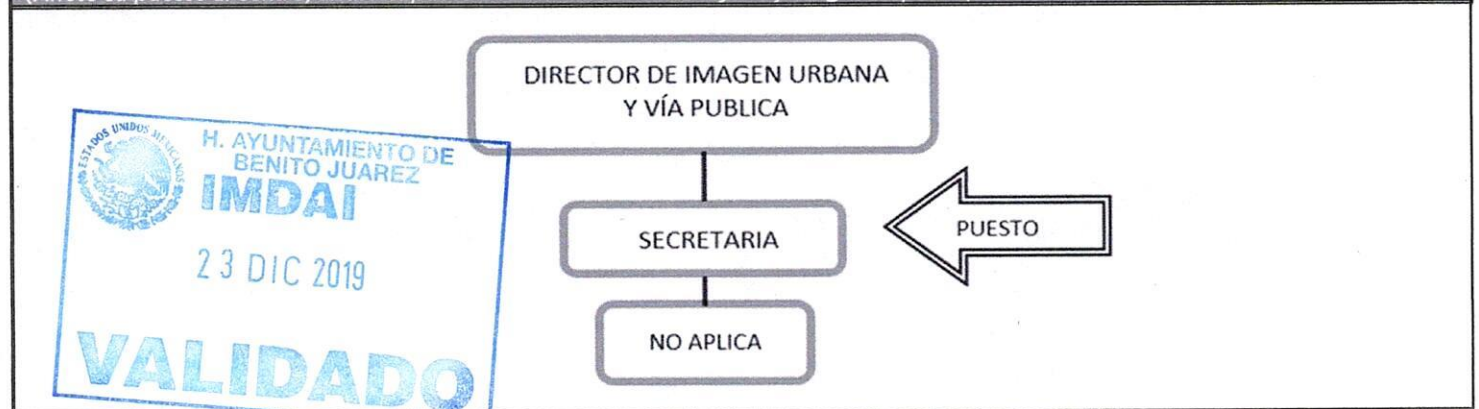 DIRECTOR DE IMAGEN URBANA
Y VÍA PUBLICA
ESTADOS UNIDOS MEXICANOS
H. AYUNTAMIENTO DE
BENITO JUAREZ
IMDAI
23 DIC 2019
VALIDADO
SECRETARIA
PUESTO
NO APLICA